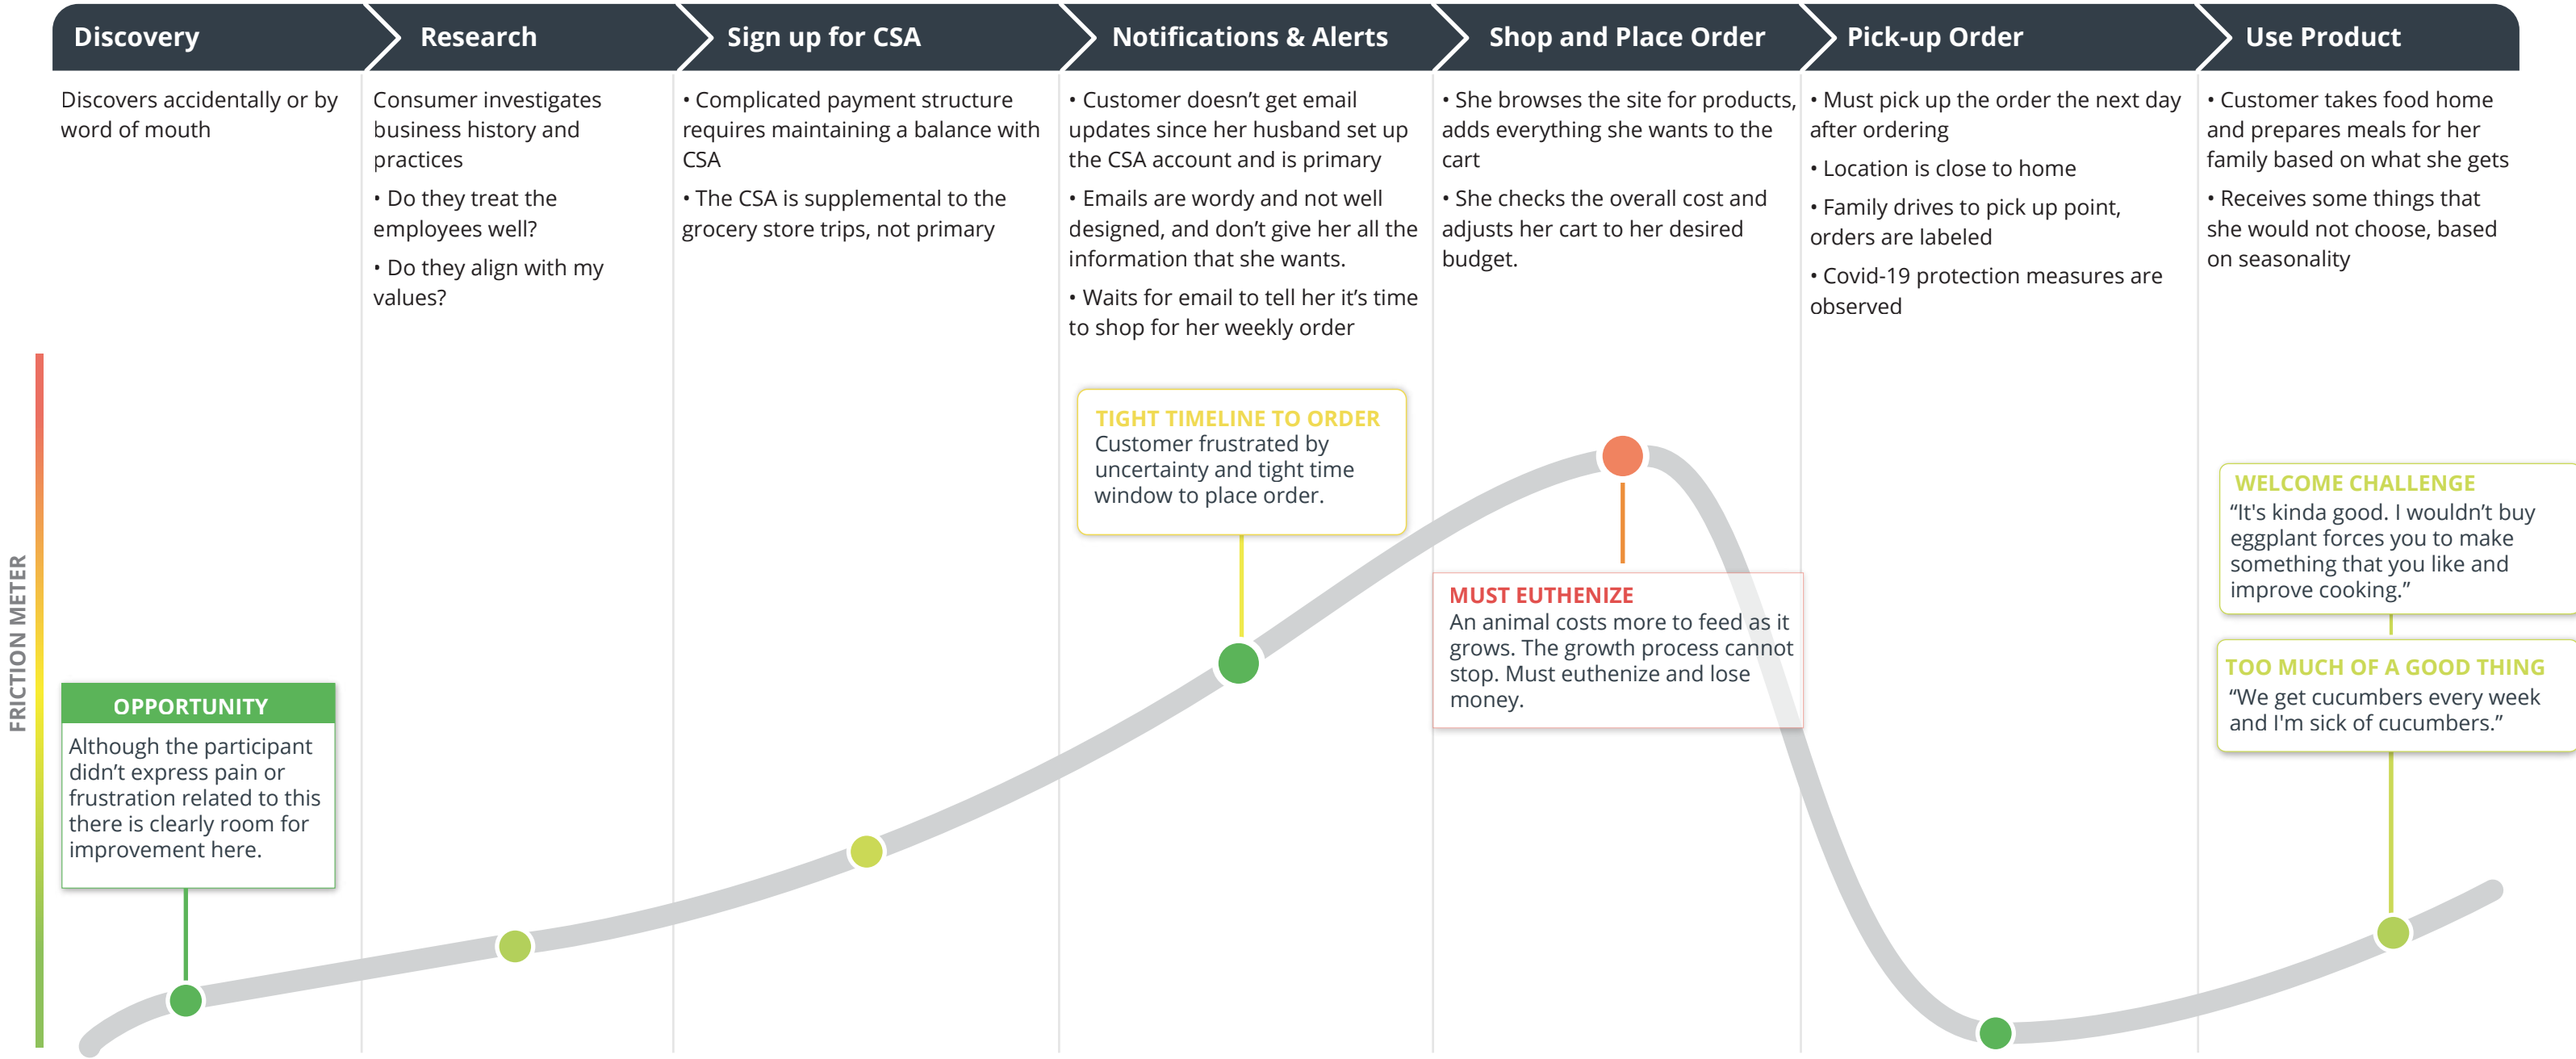 Discovery
Research
Sign up for CSA
Notifications & Alerts
Shop and Place Order
Pick-up Order
Use Product
Discovers accidentally or by
word of mouth
Consumer investigates
business history and
practices
• Do they treat the
employees well?
• Do they align with my
values?
• Complicated payment structure
requires maintaining a balance with
CSA
• The CSA is supplemental to the
grocery store trips, not primary
• Customer doesn’t get email
updates since her husband set up
the CSA account and is primary
• Emails are wordy and not well
designed, and don’t give her all the
information that she wants.
• Waits for email to tell her it’s time
to shop for her weekly order
• She browses the site for products,
adds everything she wants to the
cart
• She checks the overall cost and
adjusts her cart to her desired
budget.
• Must pick up the order the next day
after ordering
• Location is close to home
• Family drives to pick up point,
orders are labeled
• Covid-19 protection measures are
observed
• Customer takes food home
and prepares meals for her
family based on what she gets
• Receives some things that
she would not choose, based
on seasonality
FRICTION METER
OPPORTUNITY
Although the participant
didn’t express pain or
frustration related to this
there is clearly room for
improvement here.
TIGHT TIMELINE TO ORDER
Customer frustrated by
uncertainty and tight time
window to place order.
MUST EUTHENIZE
An animal costs more to feed as it
grows. The growth process cannot
stop. Must euthenize and lose
money.
WELCOME CHALLENGE
“It's kinda good. I wouldn’t buy
eggplant forces you to make
something that you like and
improve cooking.”
TOO MUCH OF A GOOD THING
“We get cucumbers every week
and I'm sick of cucumbers.”